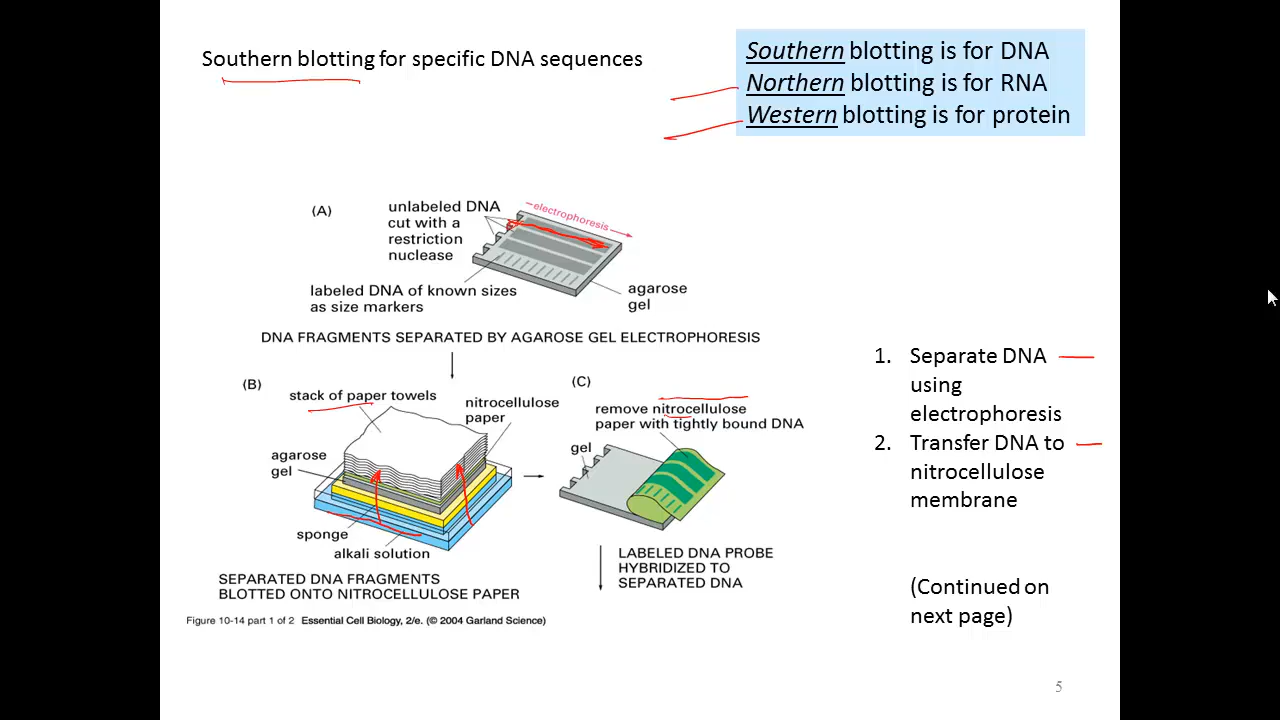 Southern blotting for specific DNA sequences
Southern blotting is for DNA
Northern blotting is for RNA
Western blotting is for protein
(A)
unlabeled DNA
cut with a
restriction
nuclease
electrophoresis
labeled DNA of known sizes
as size markers
agarose
gel
DNA FRAGMENTS SEPARATED BY AGAROSE GEL ELECTROPHORESIS
(B)
stack of paper towels
nitrocellulose
paper
agarose
gel
sponge
alkali solution
SEPARATED DNA FRAGMENTS
BLOTTED ONTO NITROCELLULOSE PAPER
(C)
remove nitrocellulose
paper with tightly bound DNA
gel
LABELED DNA PROBE
HYBRIDIZED TO
SEPARATED DNA
Figure 10-14 part 1 of 2 Essential Cell Biology, 2/e. (© 2004 Garland Science)
1. Separate DNA
using
electrophoresis
2. Transfer DNA to
nitrocellulose
membrane
(Continued on
next page)
5